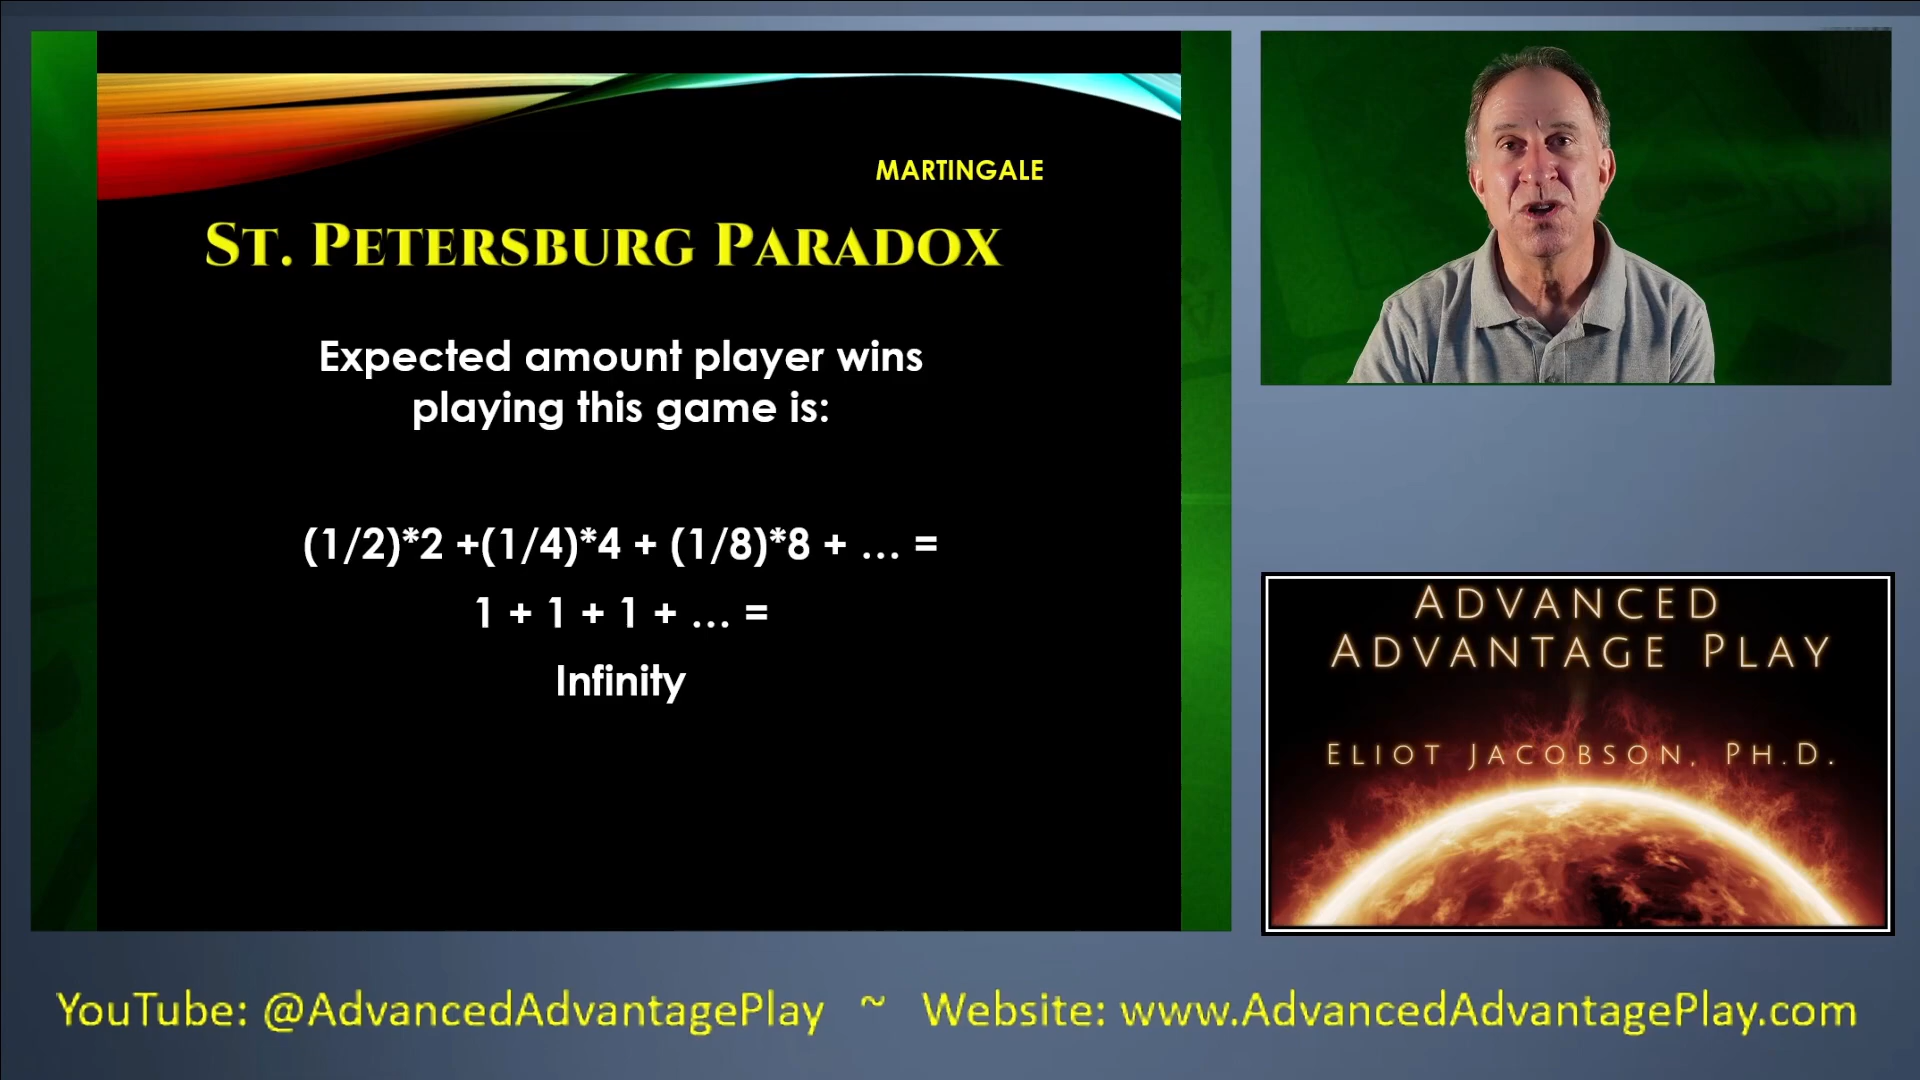 MARTINGALE
ST. PETERSBURG PARADOX
Expected amount player wins
playing this game is:
(1/2)*2 +(1/4)*4 + (1/8)*8 + … =
1 + 1 + 1 + … =
Infinity
ADVANCED
ADVANTAGE PLAY
ELIOT JACOBSON, PH.D.
YouTube: @AdvancedAdvantagePlay ~ Website: www.AdvancedAdvantagePlay.com